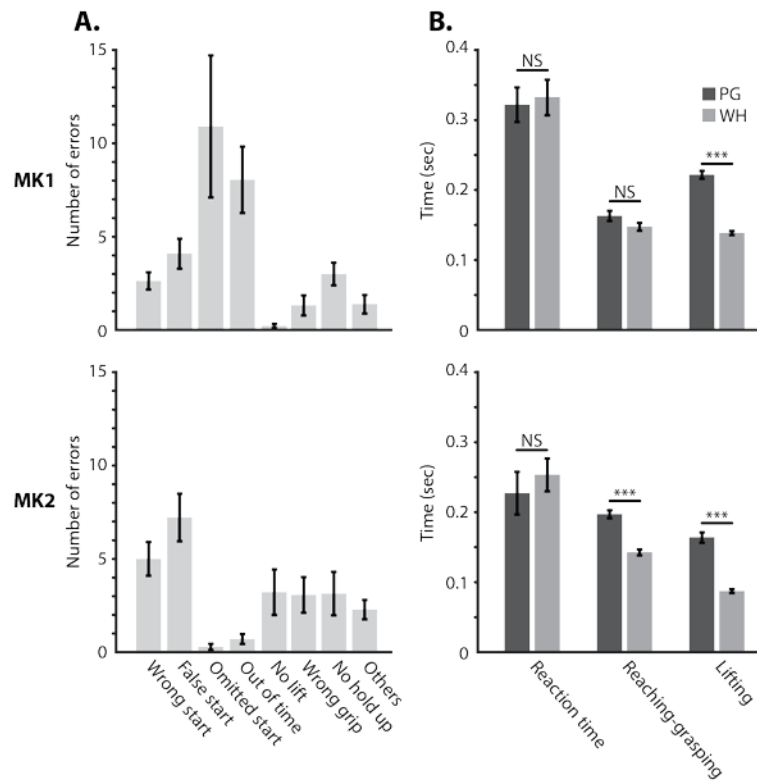 A.
B.
MK1
Number of errors
15
10
5
0
Time (sec)
0.4
0.3
0.2
0.1
0
NS
NS
***
PG
WH
MK2
Number of errors
15
10
5
0
Wrong start
False start
Omitted start
Out of time
No lift
Wrong grip
No hold up
Others
Time (sec)
0.4
0.3
0.2
0.1
0
NS
***
***
Reaction time
Reaching-grasping
Lifting